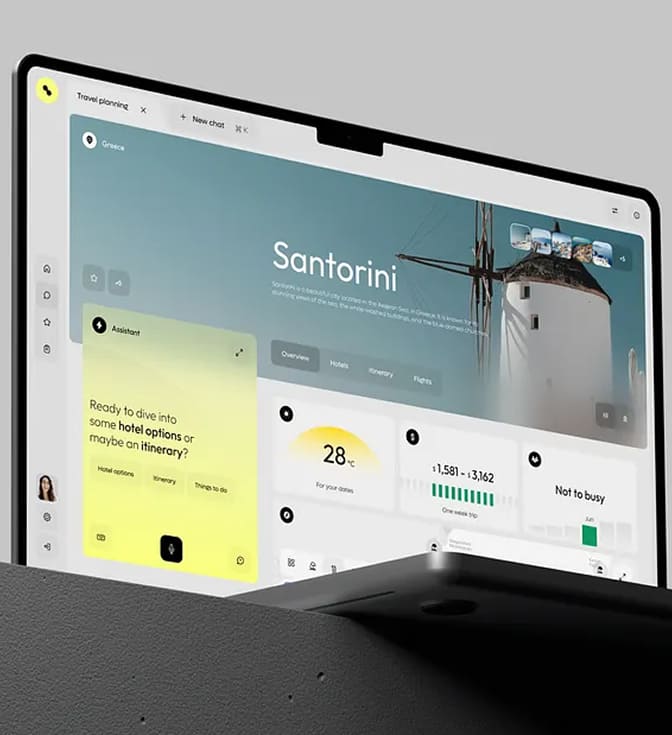 Travel planning
+ New chat ⌘ K
Greece
+5
Santorini
Santorini is a beautiful city located in the Aegean Sea, in Greece. It is known for its
stunning views of the sea, the white-washed buildings, and the blue-domed churches.
Assistant
Overview
Hotels
Itinerary
Flights
Ready to dive into
some hotel options or
maybe an itinerary?
Hotel options
Itinerary
Things to do
28°C
For your dates
$1,581 - $3,162
One week trip
Not to busy
Jun